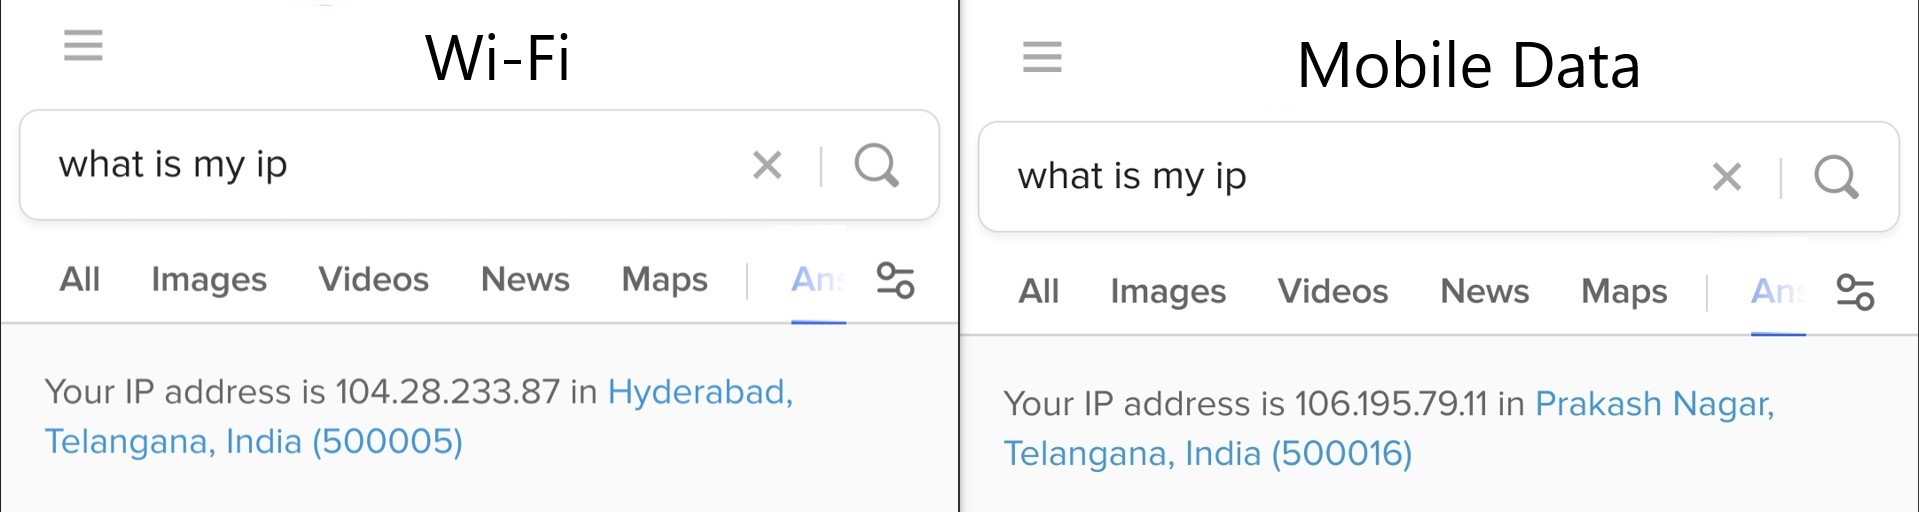 Wi-Fi
what is my ip
All Images Videos News Maps
Your IP address is 104.28.233.87 in Hyderabad,
Telangana, India (500005)
Mobile Data
what is my ip
All Images Videos News Maps
Your IP address is 106.195.79.11 in Prakash Nagar,
Telangana, India (500016)